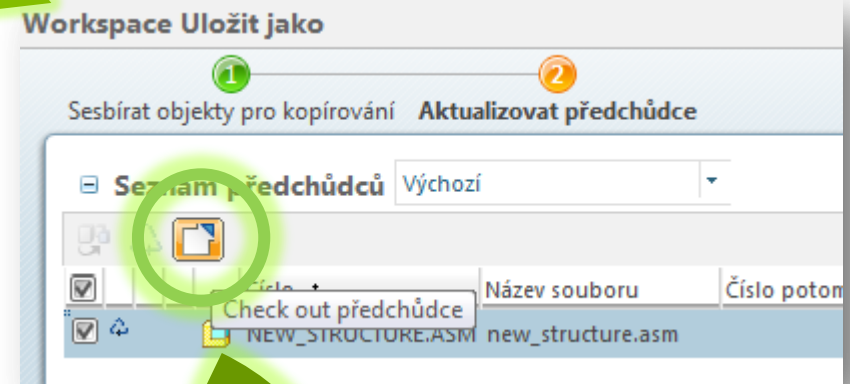 Workspace Uložit jako
1 2
Sesbírat objekty pro kopírování Aktualizovat předchůdce
Seznam předchůdců Výchozí
Číslo Název souboru Číslo potom
Check out předchůdce
NEW_STRUCTURE.ASM new_structure.asm